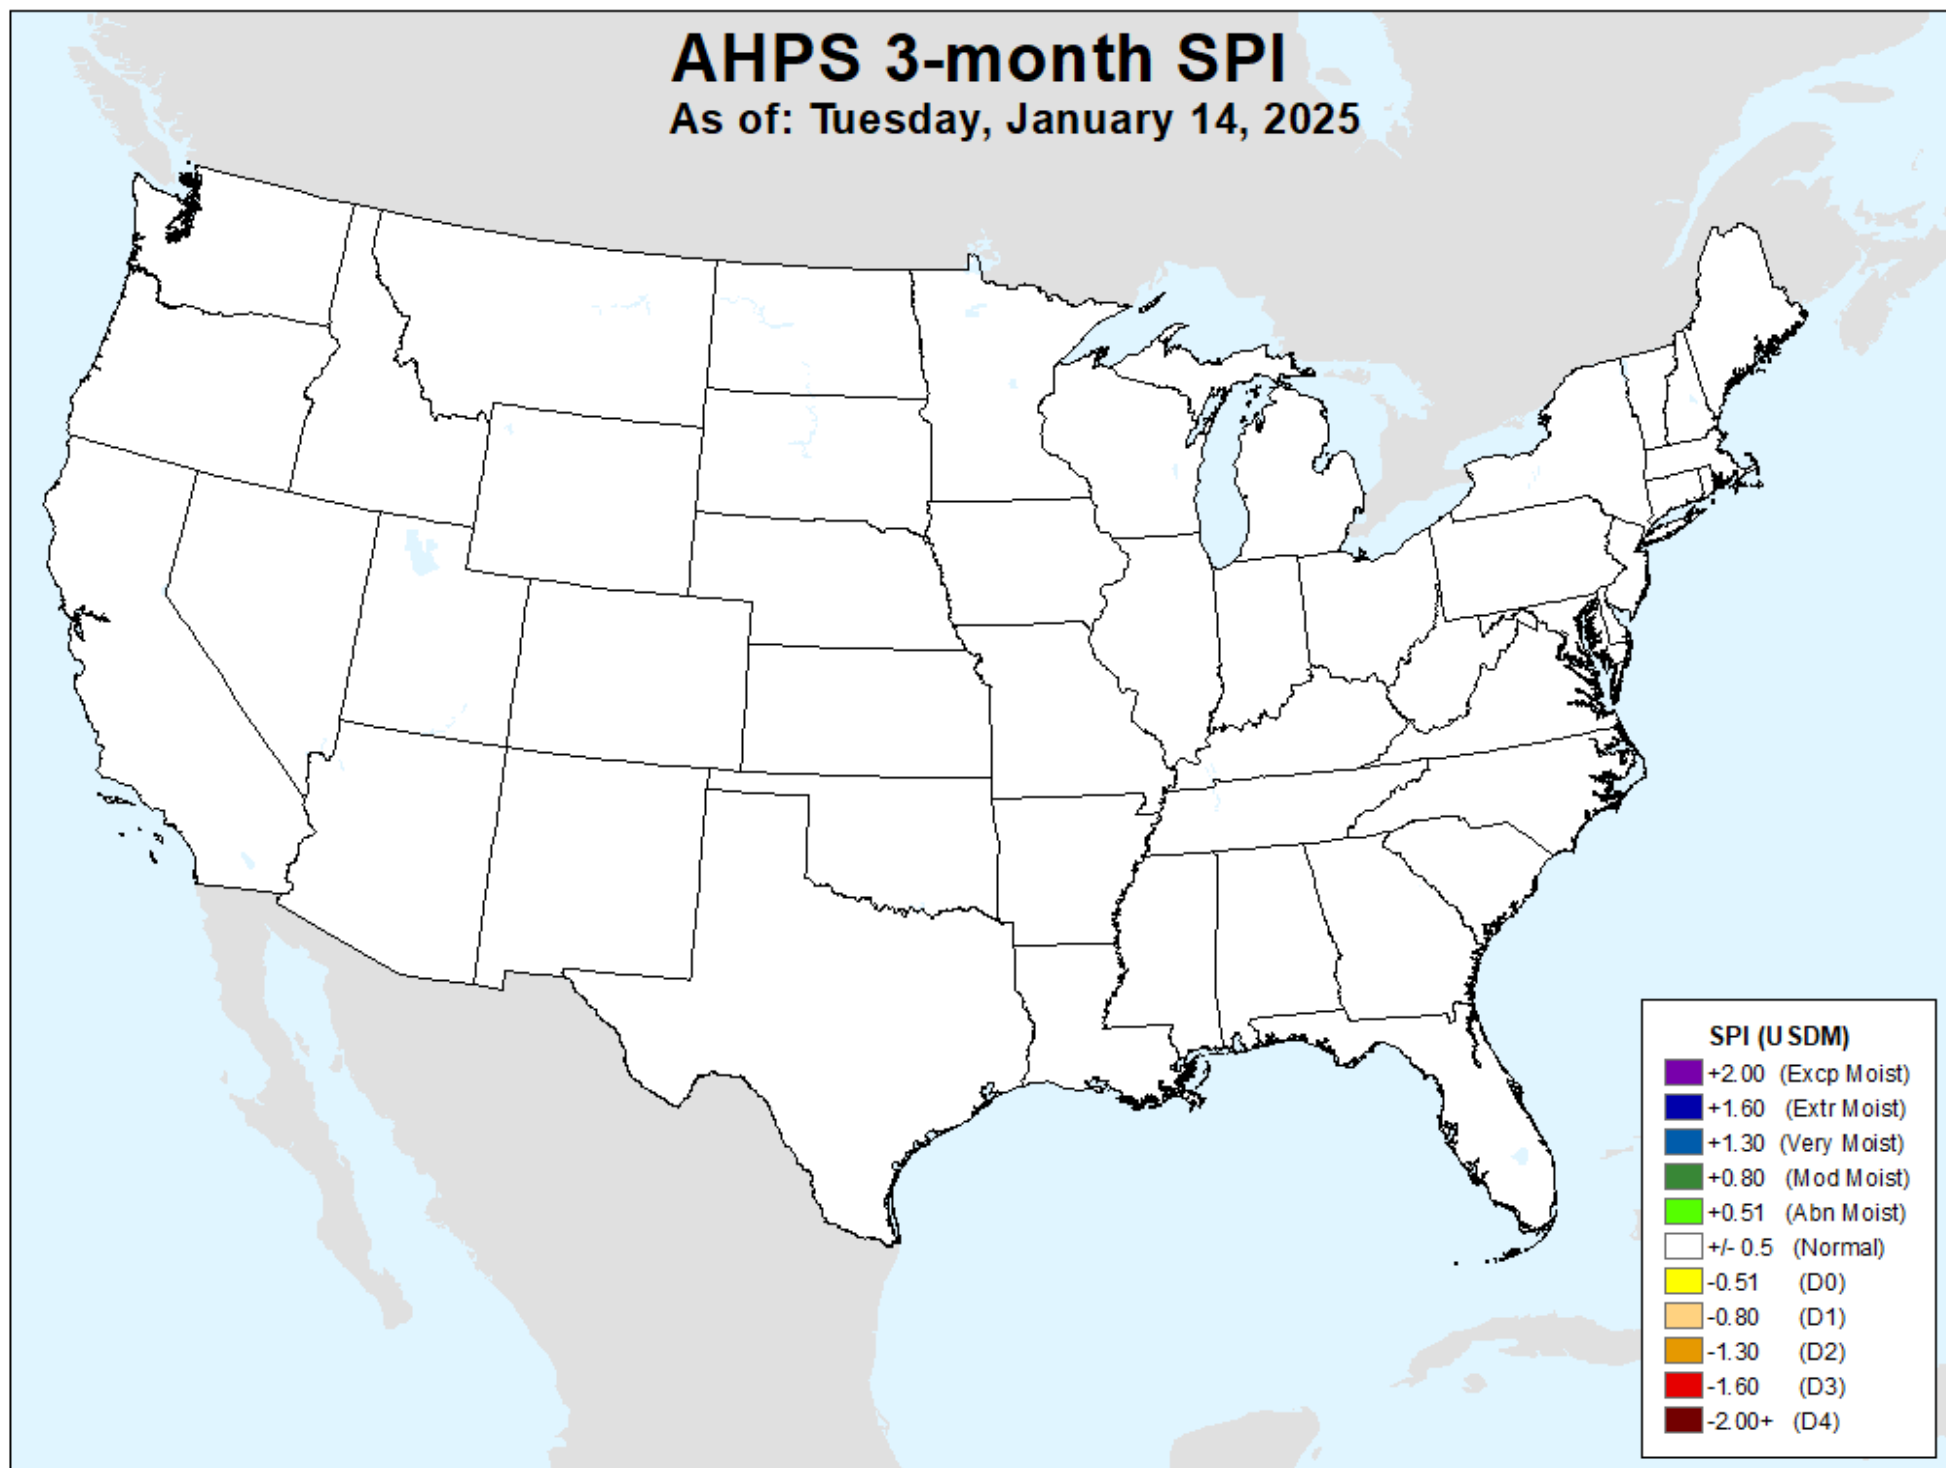 AHPS 3-month SPI
As of: Tuesday, January 14, 2025
SPI (USDM)
+2.00 (Excp Moist)
+1.60 (Extr Moist)
+1.30 (Very Moist)
+0.80 (Mod Moist)
+0.51 (Abn Moist)
+/- 0.5 (Normal)
-0.51 (D0)
-0.80 (D1)
-1.30 (D2)
-1.60 (D3)
-2.00+ (D4)